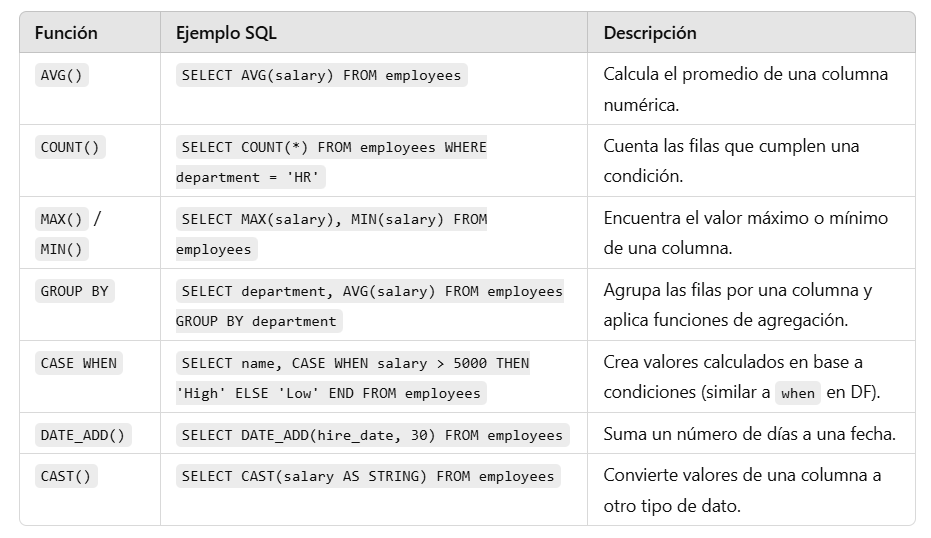 Función Ejemplo SQL Descripción
AVG() SELECT AVG(salary) FROM employees Calcula el promedio de una columna
numérica.
COUNT() SELECT COUNT(*) FROM employees WHERE Cuenta las filas que cumplen una
department = 'HR' condición.
MAX() / SELECT MAX(salary), MIN(salary) FROM Encuentra el valor máximo o mínimo
MIN() employees de una columna.
GROUP BY SELECT department, AVG(salary) FROM employees Agrupa las filas por una columna y
GROUP BY department aplica funciones de agregación.
CASE WHEN SELECT name, CASE WHEN salary > 5000 THEN Crea valores calculados en base a
'High' ELSE 'Low' END FROM employees condiciones (similar a when en DF).
DATE_ADD() SELECT DATE_ADD(hire_date, 30) FROM employees Suma un número de días a una fecha.
CAST() SELECT CAST(salary AS STRING) FROM employees Convierte valores de una columna a
otro tipo de dato.